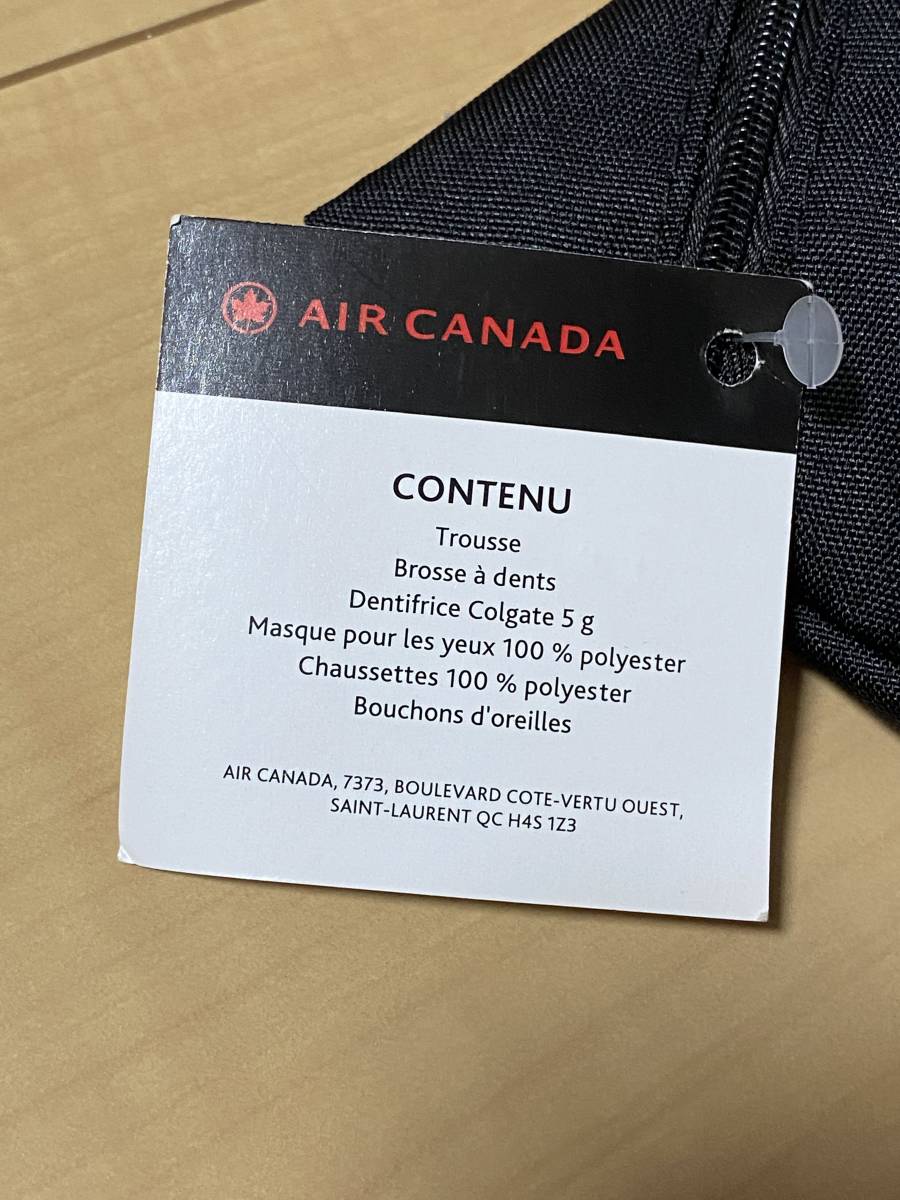 AIR CANADA
CONTENU
Trousse
Brosse à dents
Dentifrice Colgate 5 g
Masque pour les yeux 100 % polyester
Chaussettes 100 % polyester
Bouchons d'oreilles
AIR CANADA, 7373, BOULEVARD COTE-VERTU OUEST,
SAINT-LAURENT QC H4S 1Z3